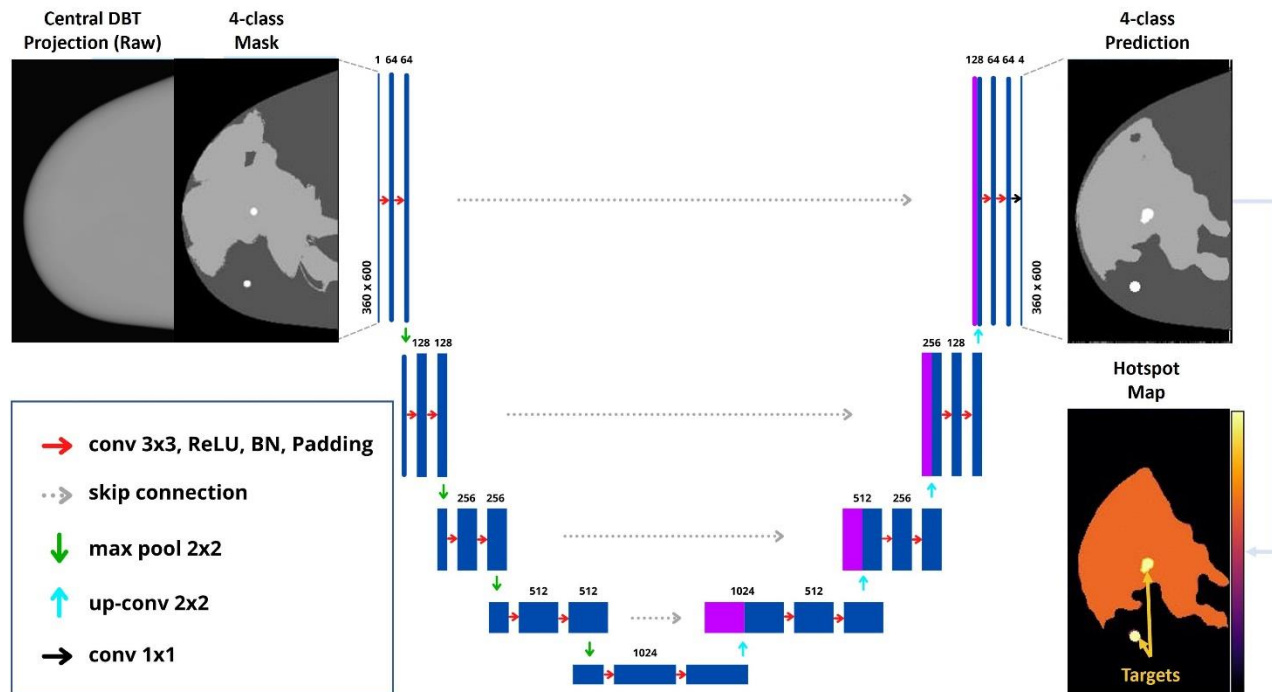 Central DBT
Projection (Raw)
4-class
Mask
1 64 64
360 x 600
128 64 64 4
360 x 600
4-class
Prediction
128 128
256 128
256 256
512 256
512 512
1024 512
1024
Hotspot
Map
Targets
conv 3x3, ReLU, BN, Padding
skip connection
max pool 2x2
up-conv 2x2
conv 1x1